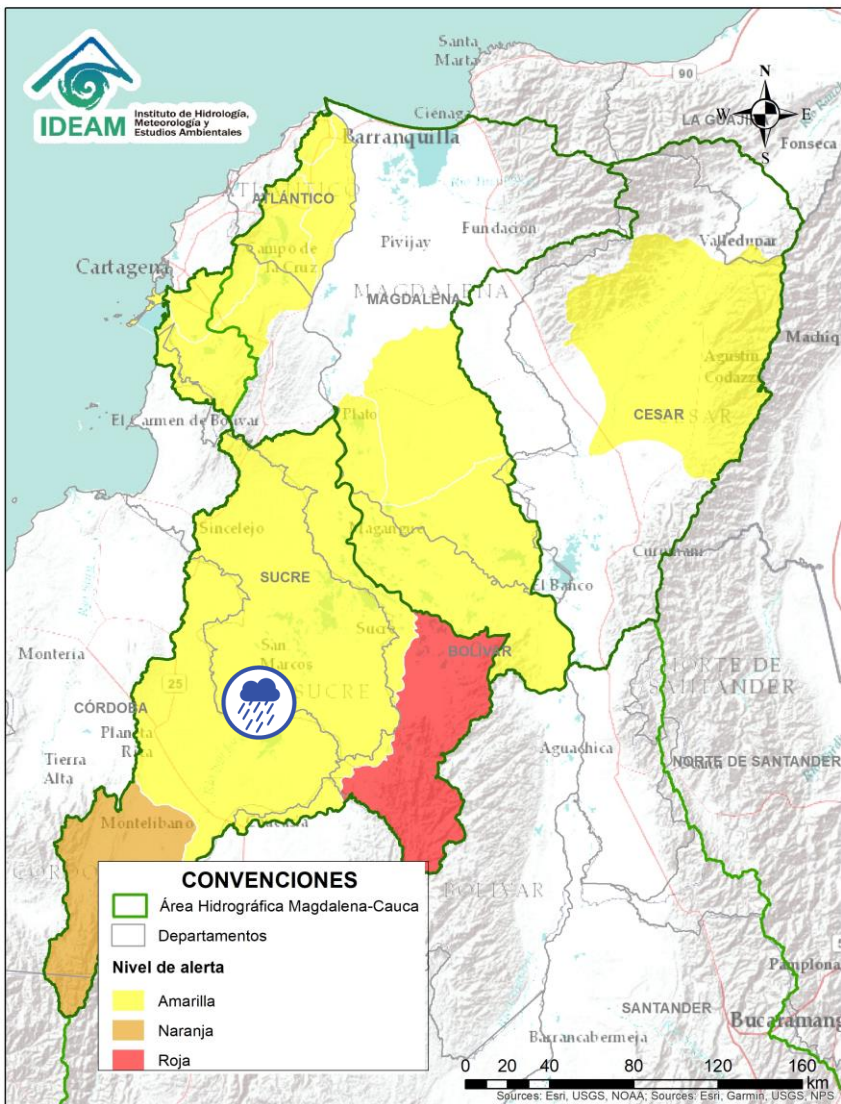 Santa
Marta
90
N
W
E
S
IDEAM
Instituto de Hidrología,
Meteorología y
Estudios Ambientales
Ciénaga
LA GUAJIRA
Barranquilla
Fonseca
ATLÁNTICO
Fundación
Pivijay
Valledupar
Campo de
la Cruz
Cartagena
MAGDALENA
MAGDALENA
Agustín
Codazzi
Plato
CESAR
El Carmen de Bolívar
Sincelejo
Magangué
Curumaní
SUCRE
El Banco
Sucre
San
Marcos
BOLÍVAR
Montería
25
SUCRE
NORTE DE
SANTANDER
CÓRDOBA
Planeta
Rica
Aguachica
NORTE DE SANTANDER
Tierra
Alta
Montelíbano
CONVENCIONES
Área Hidrográfica Magdalena-Cauca
Departamentos
Nivel de alerta
Amarilla
Naranja
Roja
BOLÍVAR
Pamplona
SANTANDER
Bucaramang
Barrancabermeja
0 20 40 80 120 160
km
Sources: Esri, USGS, NOAA; Sources: Esri, Garmin, USGS, NPS